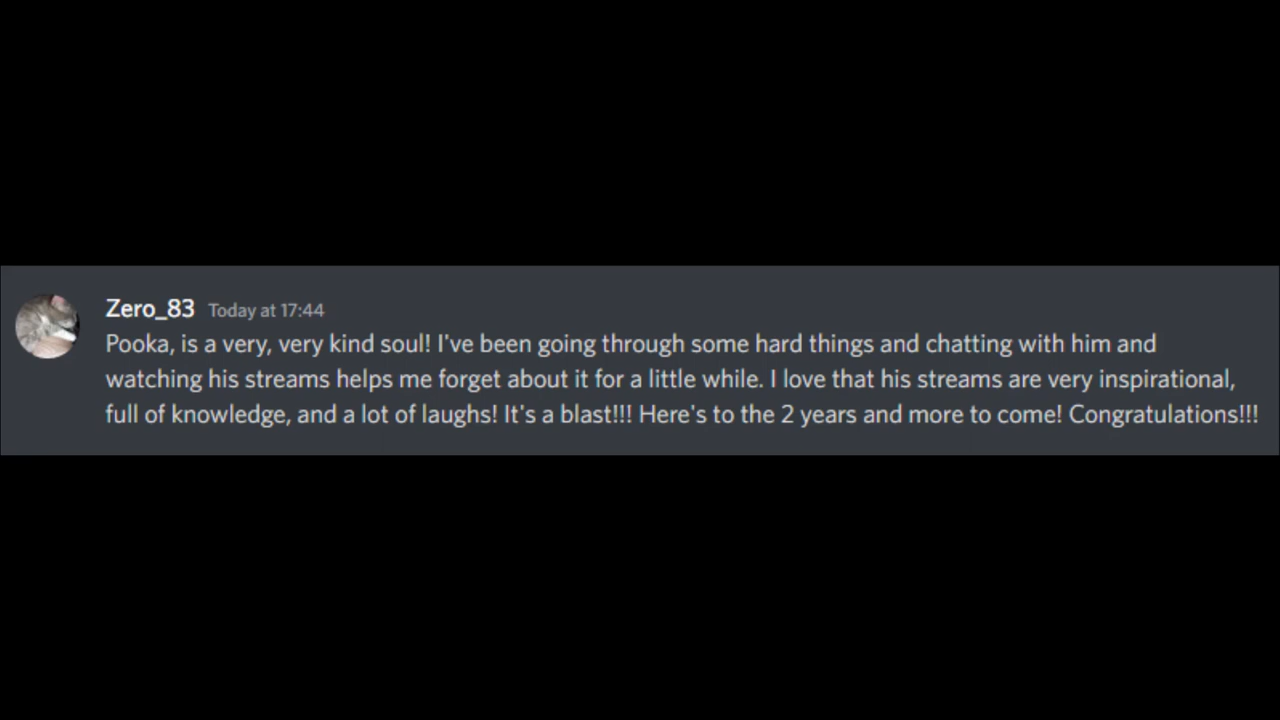 Zero_83 Today at 17:44
Pooka, is a very, very kind soul! I've been going through some hard things and chatting with him and
watching his streams helps me forget about it for a little while. I love that his streams are very inspirational,
full of knowledge, and a lot of laughs! It's a blast!!! Here's to the 2 years and more to come! Congratulations!!!